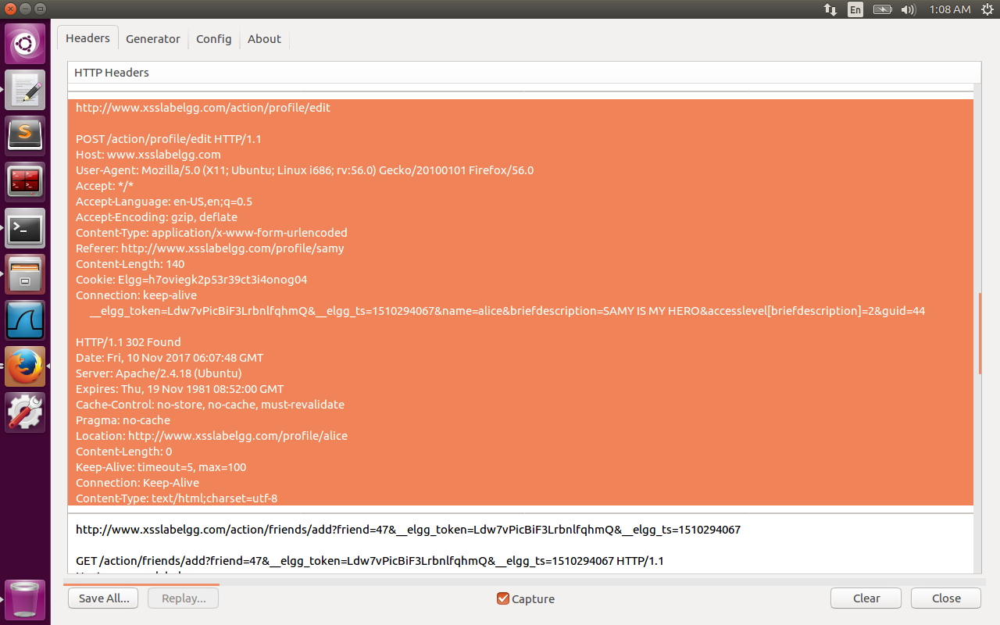 En
1:08 AM
Headers Generator Config About
HTTP Headers
http://www.xsslabelgg.com/action/profile/edit
POST /action/profile/edit HTTP/1.1
Host: www.xsslabelgg.com
User-Agent: Mozilla/5.0 (X11; Ubuntu; Linux i686; rv:56.0) Gecko/20100101 Firefox/56.0
Accept: */*
Accept-Language: en-US,en;q=0.5
Accept-Encoding: gzip, deflate
Content-Type: application/x-www-form-urlencoded
Referer: http://www.xsslabelgg.com/profile/samy
Content-Length: 140
Cookie: Elgg=h7oviegk2p53r39ct3i4onog04
Connection: keep-alive
__elgg_token=Ldw7vPicBiF3LrbnlfqhmQ&__elgg_ts=1510294067&name=alice&briefdescription=SAMY IS MY HERO&accesslevel[briefdescription]=2&guid=44
HTTP/1.1 302 Found
Date: Fri, 10 Nov 2017 06:07:48 GMT
Server: Apache/2.4.18 (Ubuntu)
Expires: Thu, 19 Nov 1981 08:52:00 GMT
Cache-Control: no-store, no-cache, must-revalidate
Pragma: no-cache
Location: http://www.xsslabelgg.com/profile/alice
Content-Length: 0
Keep-Alive: timeout=5, max=100
Connection: Keep-Alive
Content-Type: text/html;charset=utf-8
http://www.xsslabelgg.com/action/friends/add?friend=47&__elgg_token=Ldw7vPicBiF3LrbnlfqhmQ&__elgg_ts=1510294067
GET /action/friends/add?friend=47&__elgg_token=Ldw7vPicBiF3LrbnlfqhmQ&__elgg_ts=1510294067 HTTP/1.1
Save All... Replay... Capture Clear Close